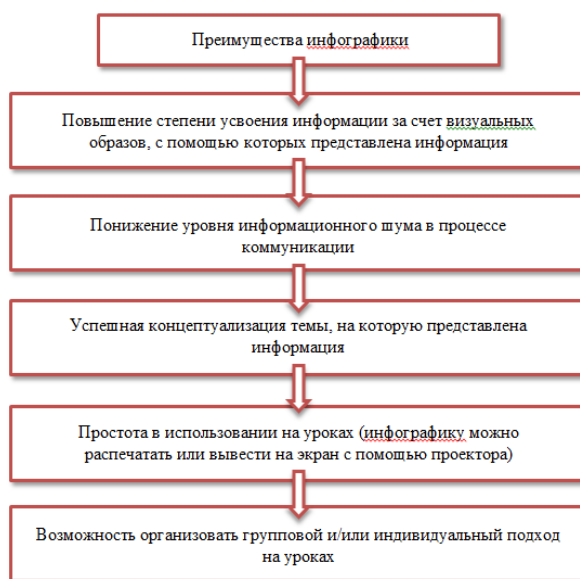 Преимущества инфографики
Повышение степени усвоения информации за счет визуальных
образов, с помощью которых представлена информация
Понижение уровня информационного шума в процессе
коммуникации
Успешная концептуализация темы, на которую представлена
информация
Простота в использовании на уроках (инфографику можно
распечатать или вывести на экран с помощью проектора)
Возможность организовать групповой и/или индивидуальный подход
на уроках